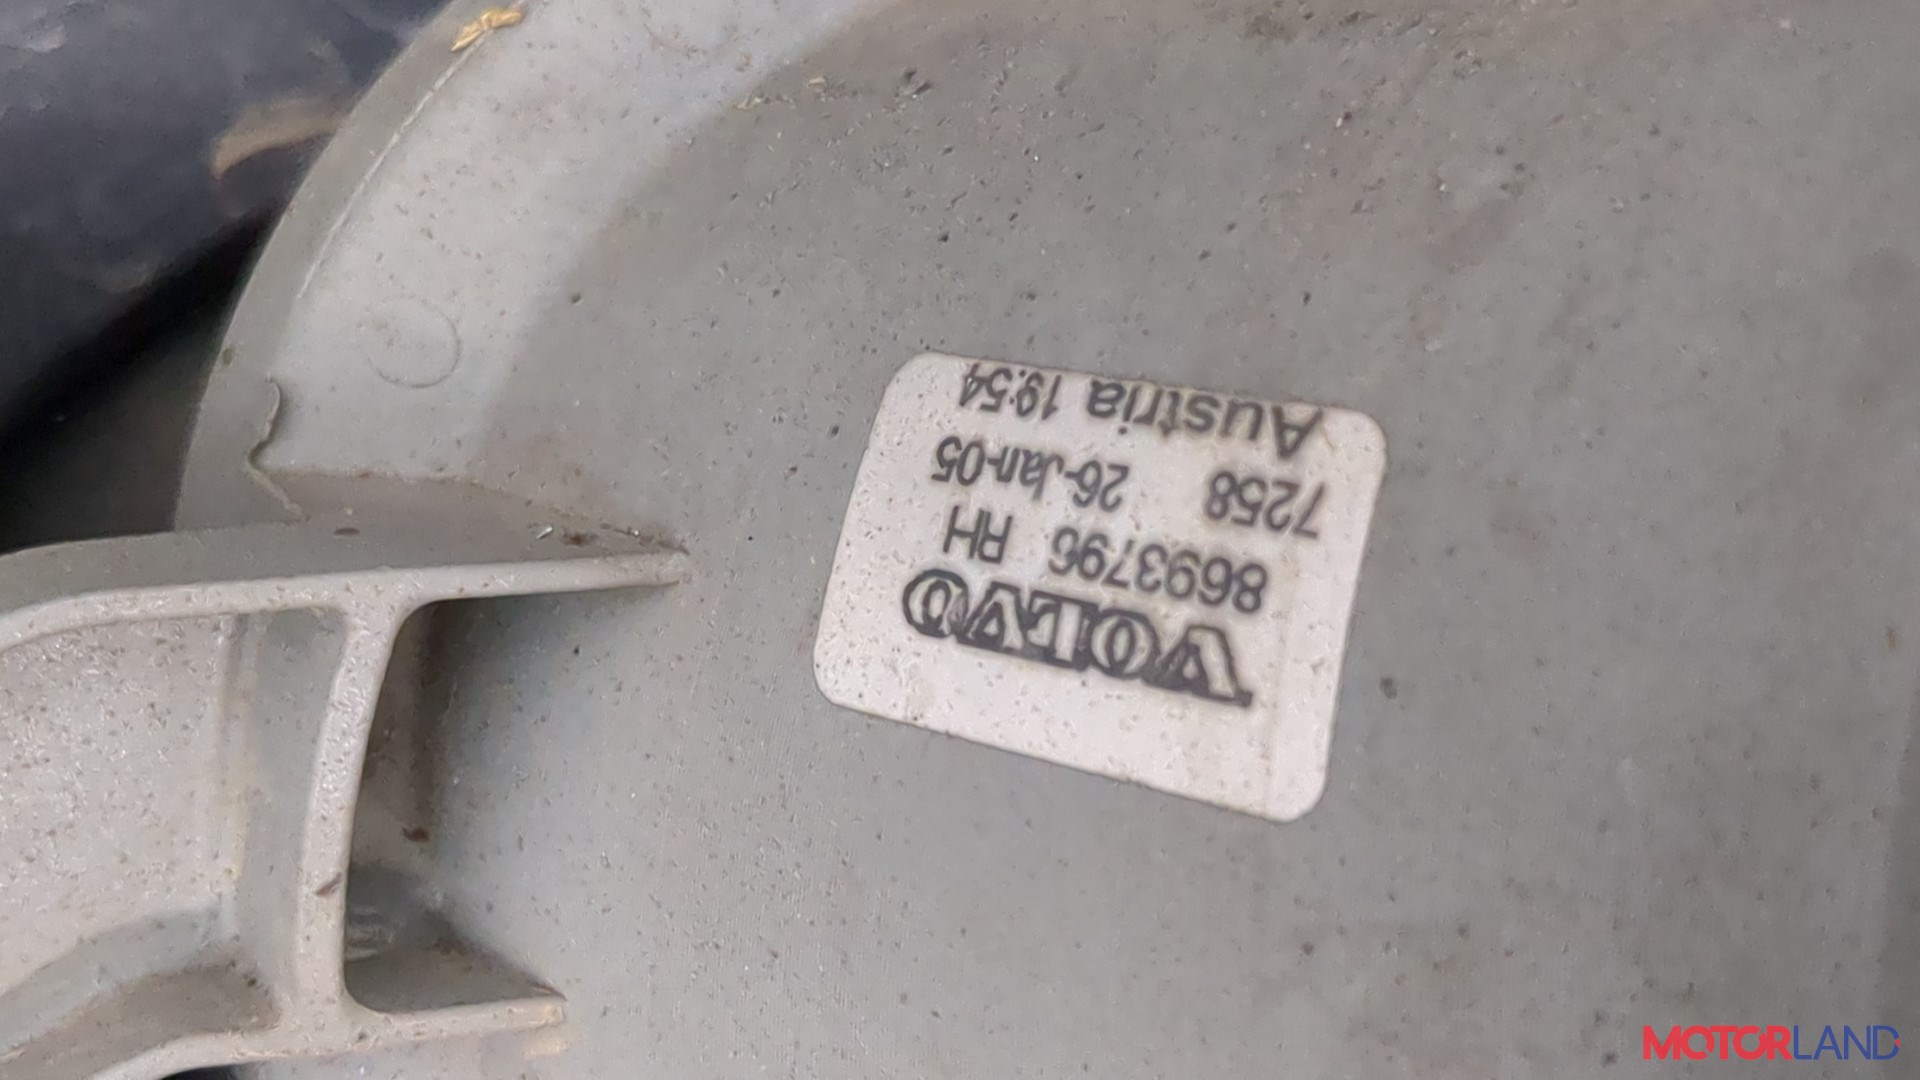 VOLVO
8693796 RH
7258 26-Jan-05
Austria 19:54
MOTORLAND